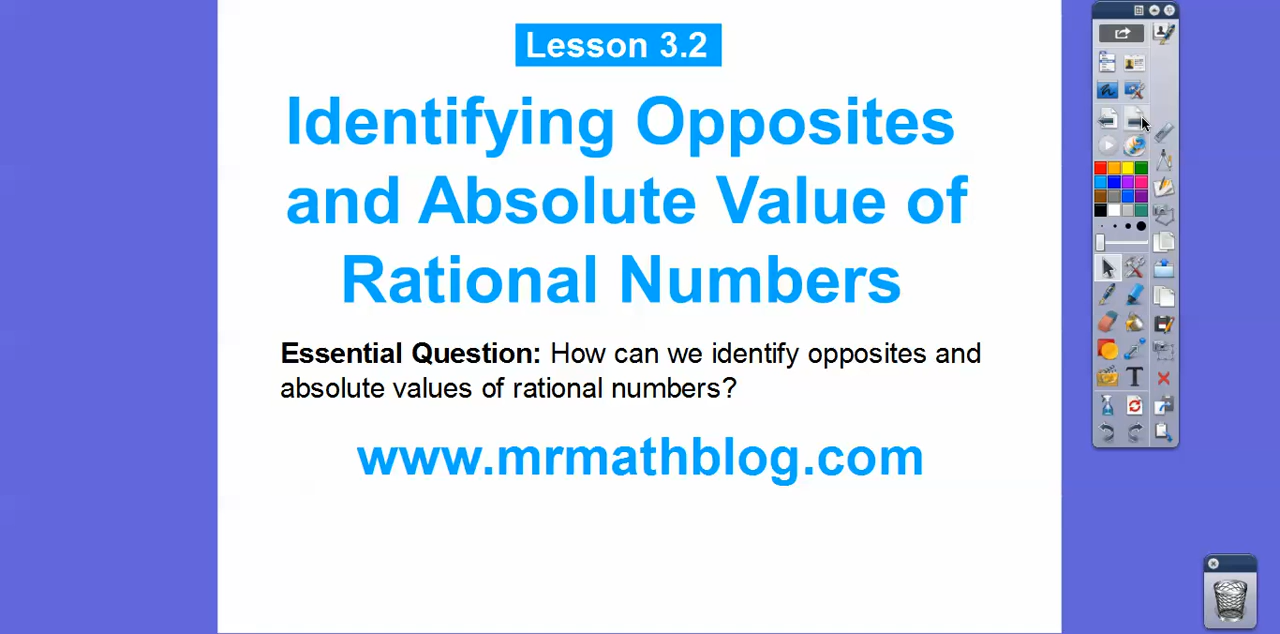 Lesson 3.2
Identifying Opposites
and Absolute Value of
Rational Numbers
Essential Question: How can we identify opposites and
absolute values of rational numbers?
www.mrmathblog.com